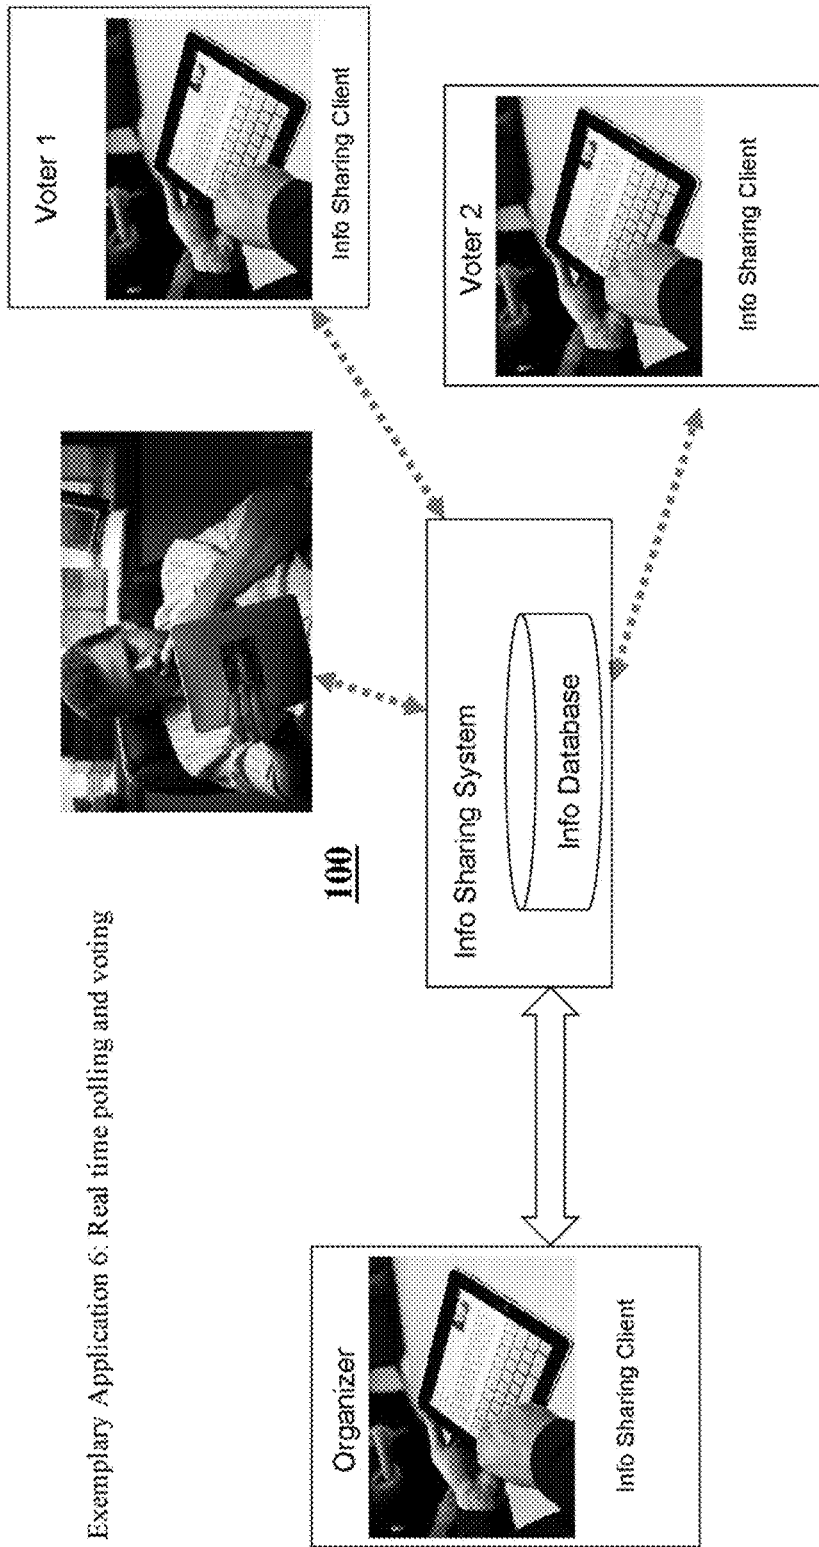 Exemplary Application 6: Real time polling and voting
100
Organizer
Info Sharing Client
Info Sharing System
Info Database
Voter 1
Info Sharing Client
Voter 2
Info Sharing Client